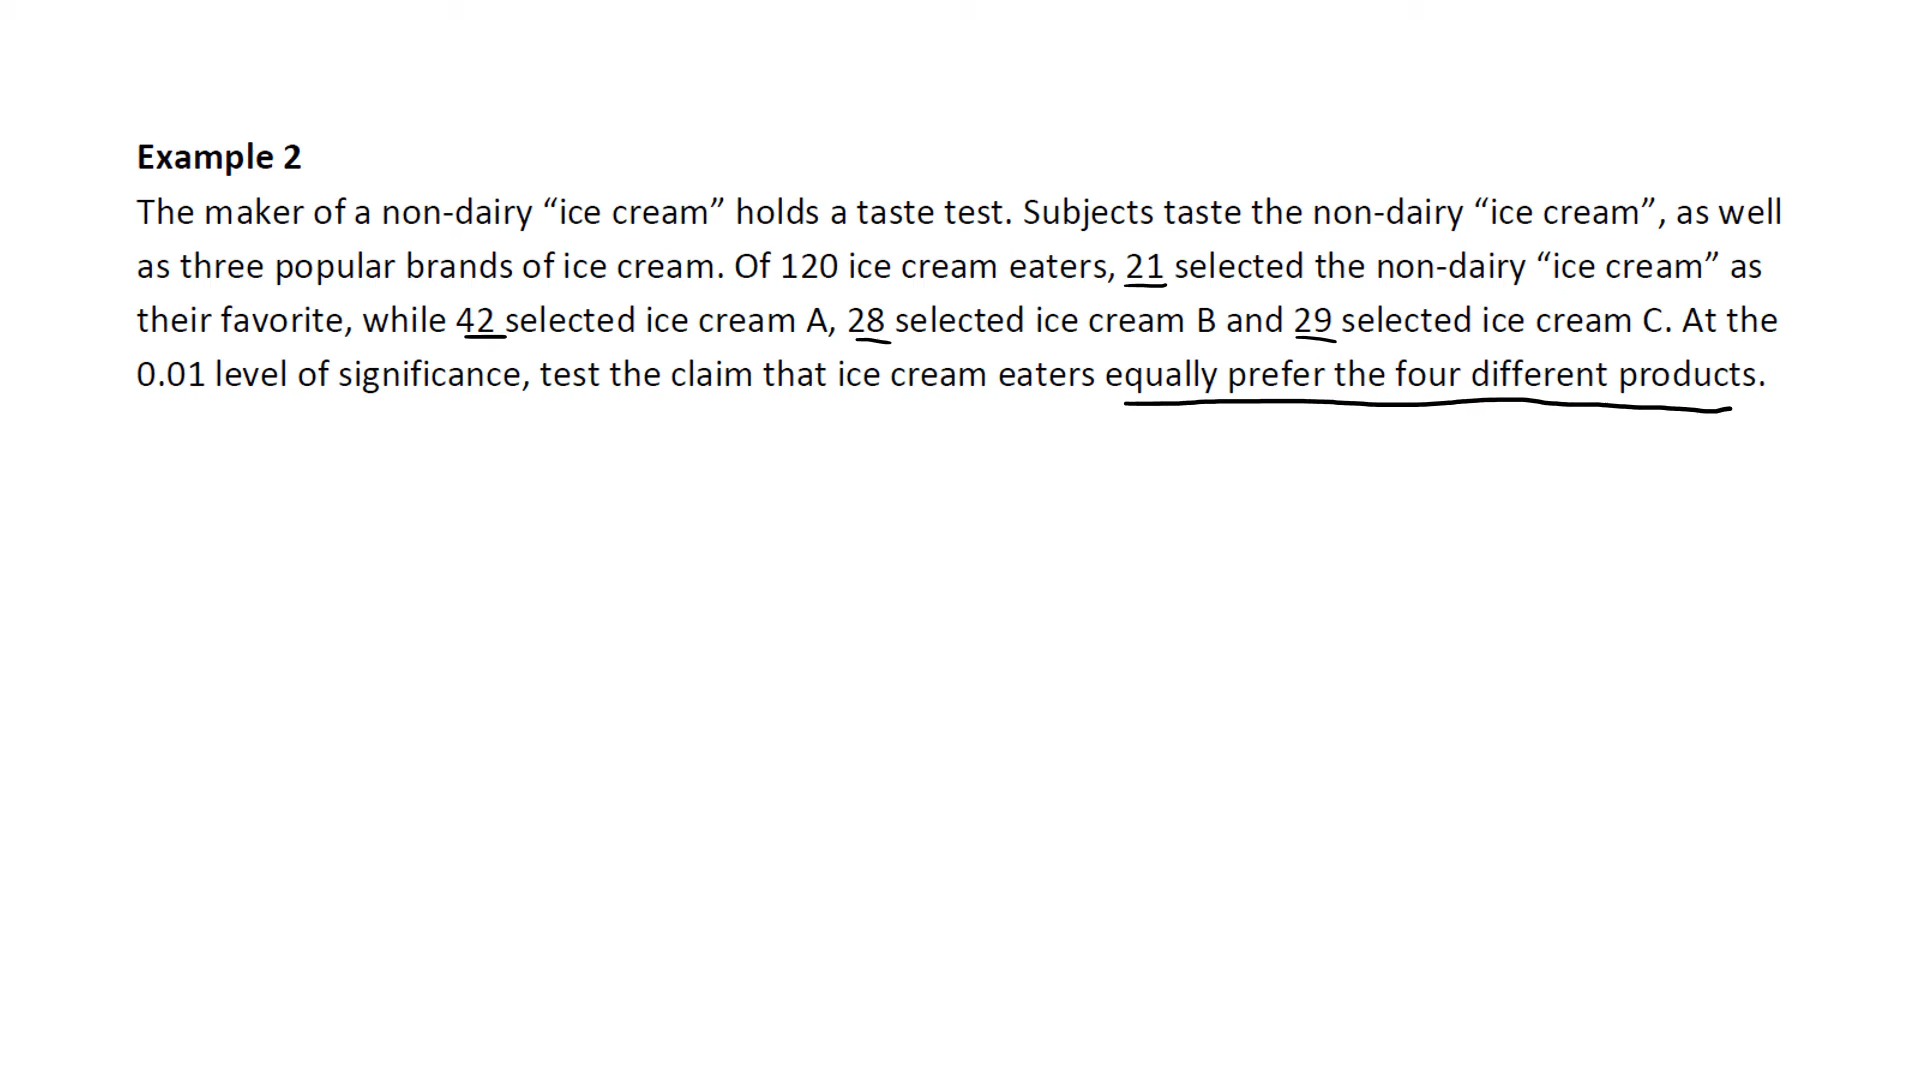 Example 2
The maker of a non-dairy “ice cream” holds a taste test. Subjects taste the non-dairy “ice cream”, as well
as three popular brands of ice cream. Of 120 ice cream eaters, 21 selected the non-dairy “ice cream” as
their favorite, while 42 selected ice cream A, 28 selected ice cream B and 29 selected ice cream C. At the
0.01 level of significance, test the claim that ice cream eaters equally prefer the four different products.